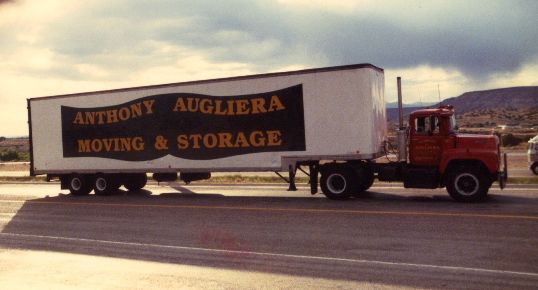 ANTHONY AUGLIERA
MOVING & STORAGE